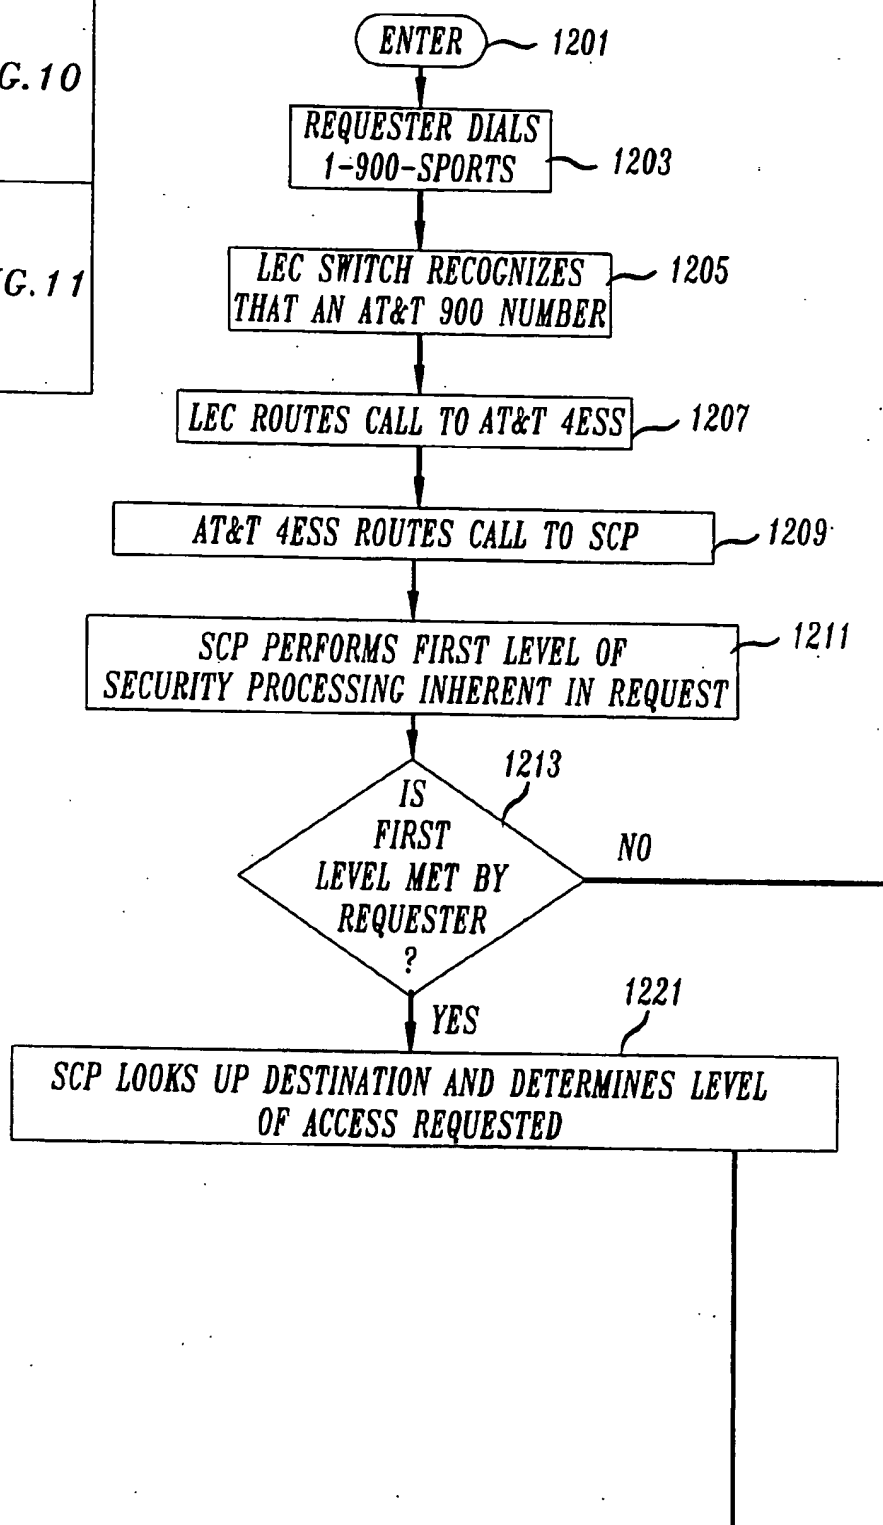 G.10
G.11
ENTER
1201
REQUESTER DIALS
1-900-SPORTS
1203
LEC SWITCH RECOGNIZES
THAT AN AT&T 900 NUMBER
1205
LEC ROUTES CALL TO AT&T 4ESS
1207
AT&T 4ESS ROUTES CALL TO SCP
1209
SCP PERFORMS FIRST LEVEL OF
SECURITY PROCESSING INHERENT IN REQUEST
1211
1213
IS
FIRST
LEVEL MET BY
REQUESTER
?
NO
YES
1221
SCP LOOKS UP DESTINATION AND DETERMINES LEVEL
OF ACCESS REQUESTED